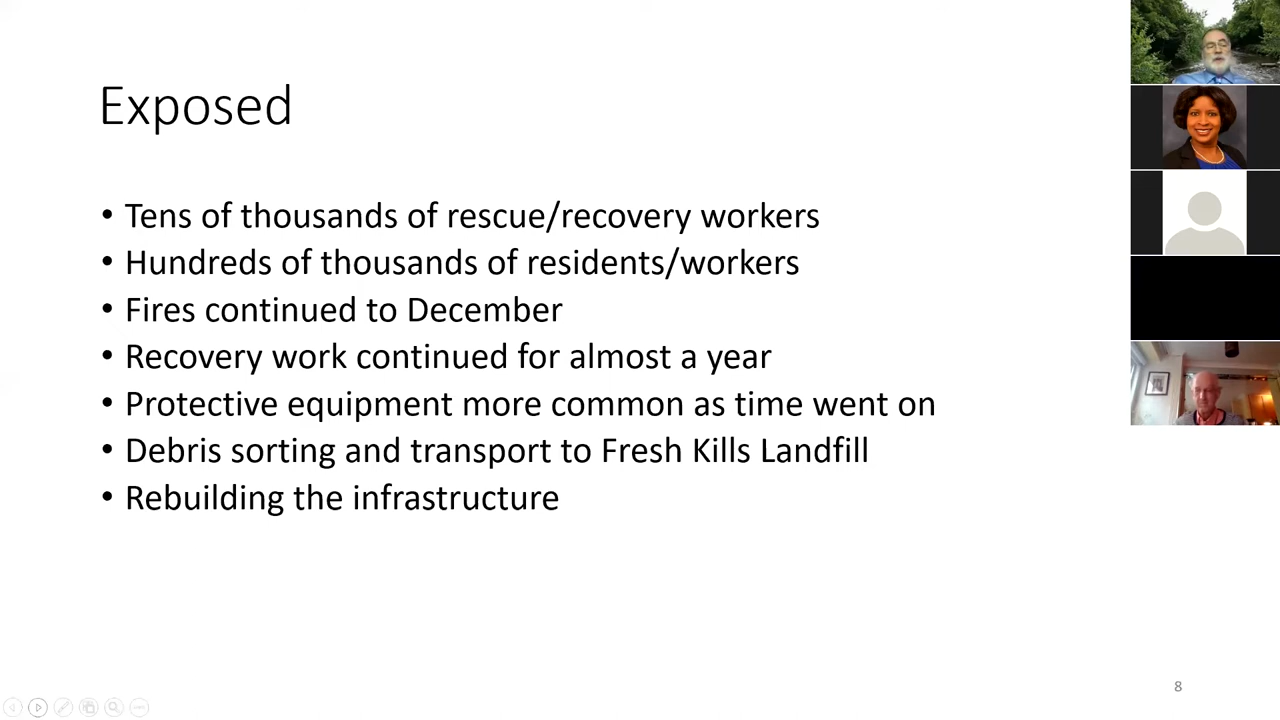 Exposed
• Tens of thousands of rescue/recovery workers
• Hundreds of thousands of residents/workers
• Fires continued to December
• Recovery work continued for almost a year
• Protective equipment more common as time went on
• Debris sorting and transport to Fresh Kills Landfill
• Rebuilding the infrastructure
8